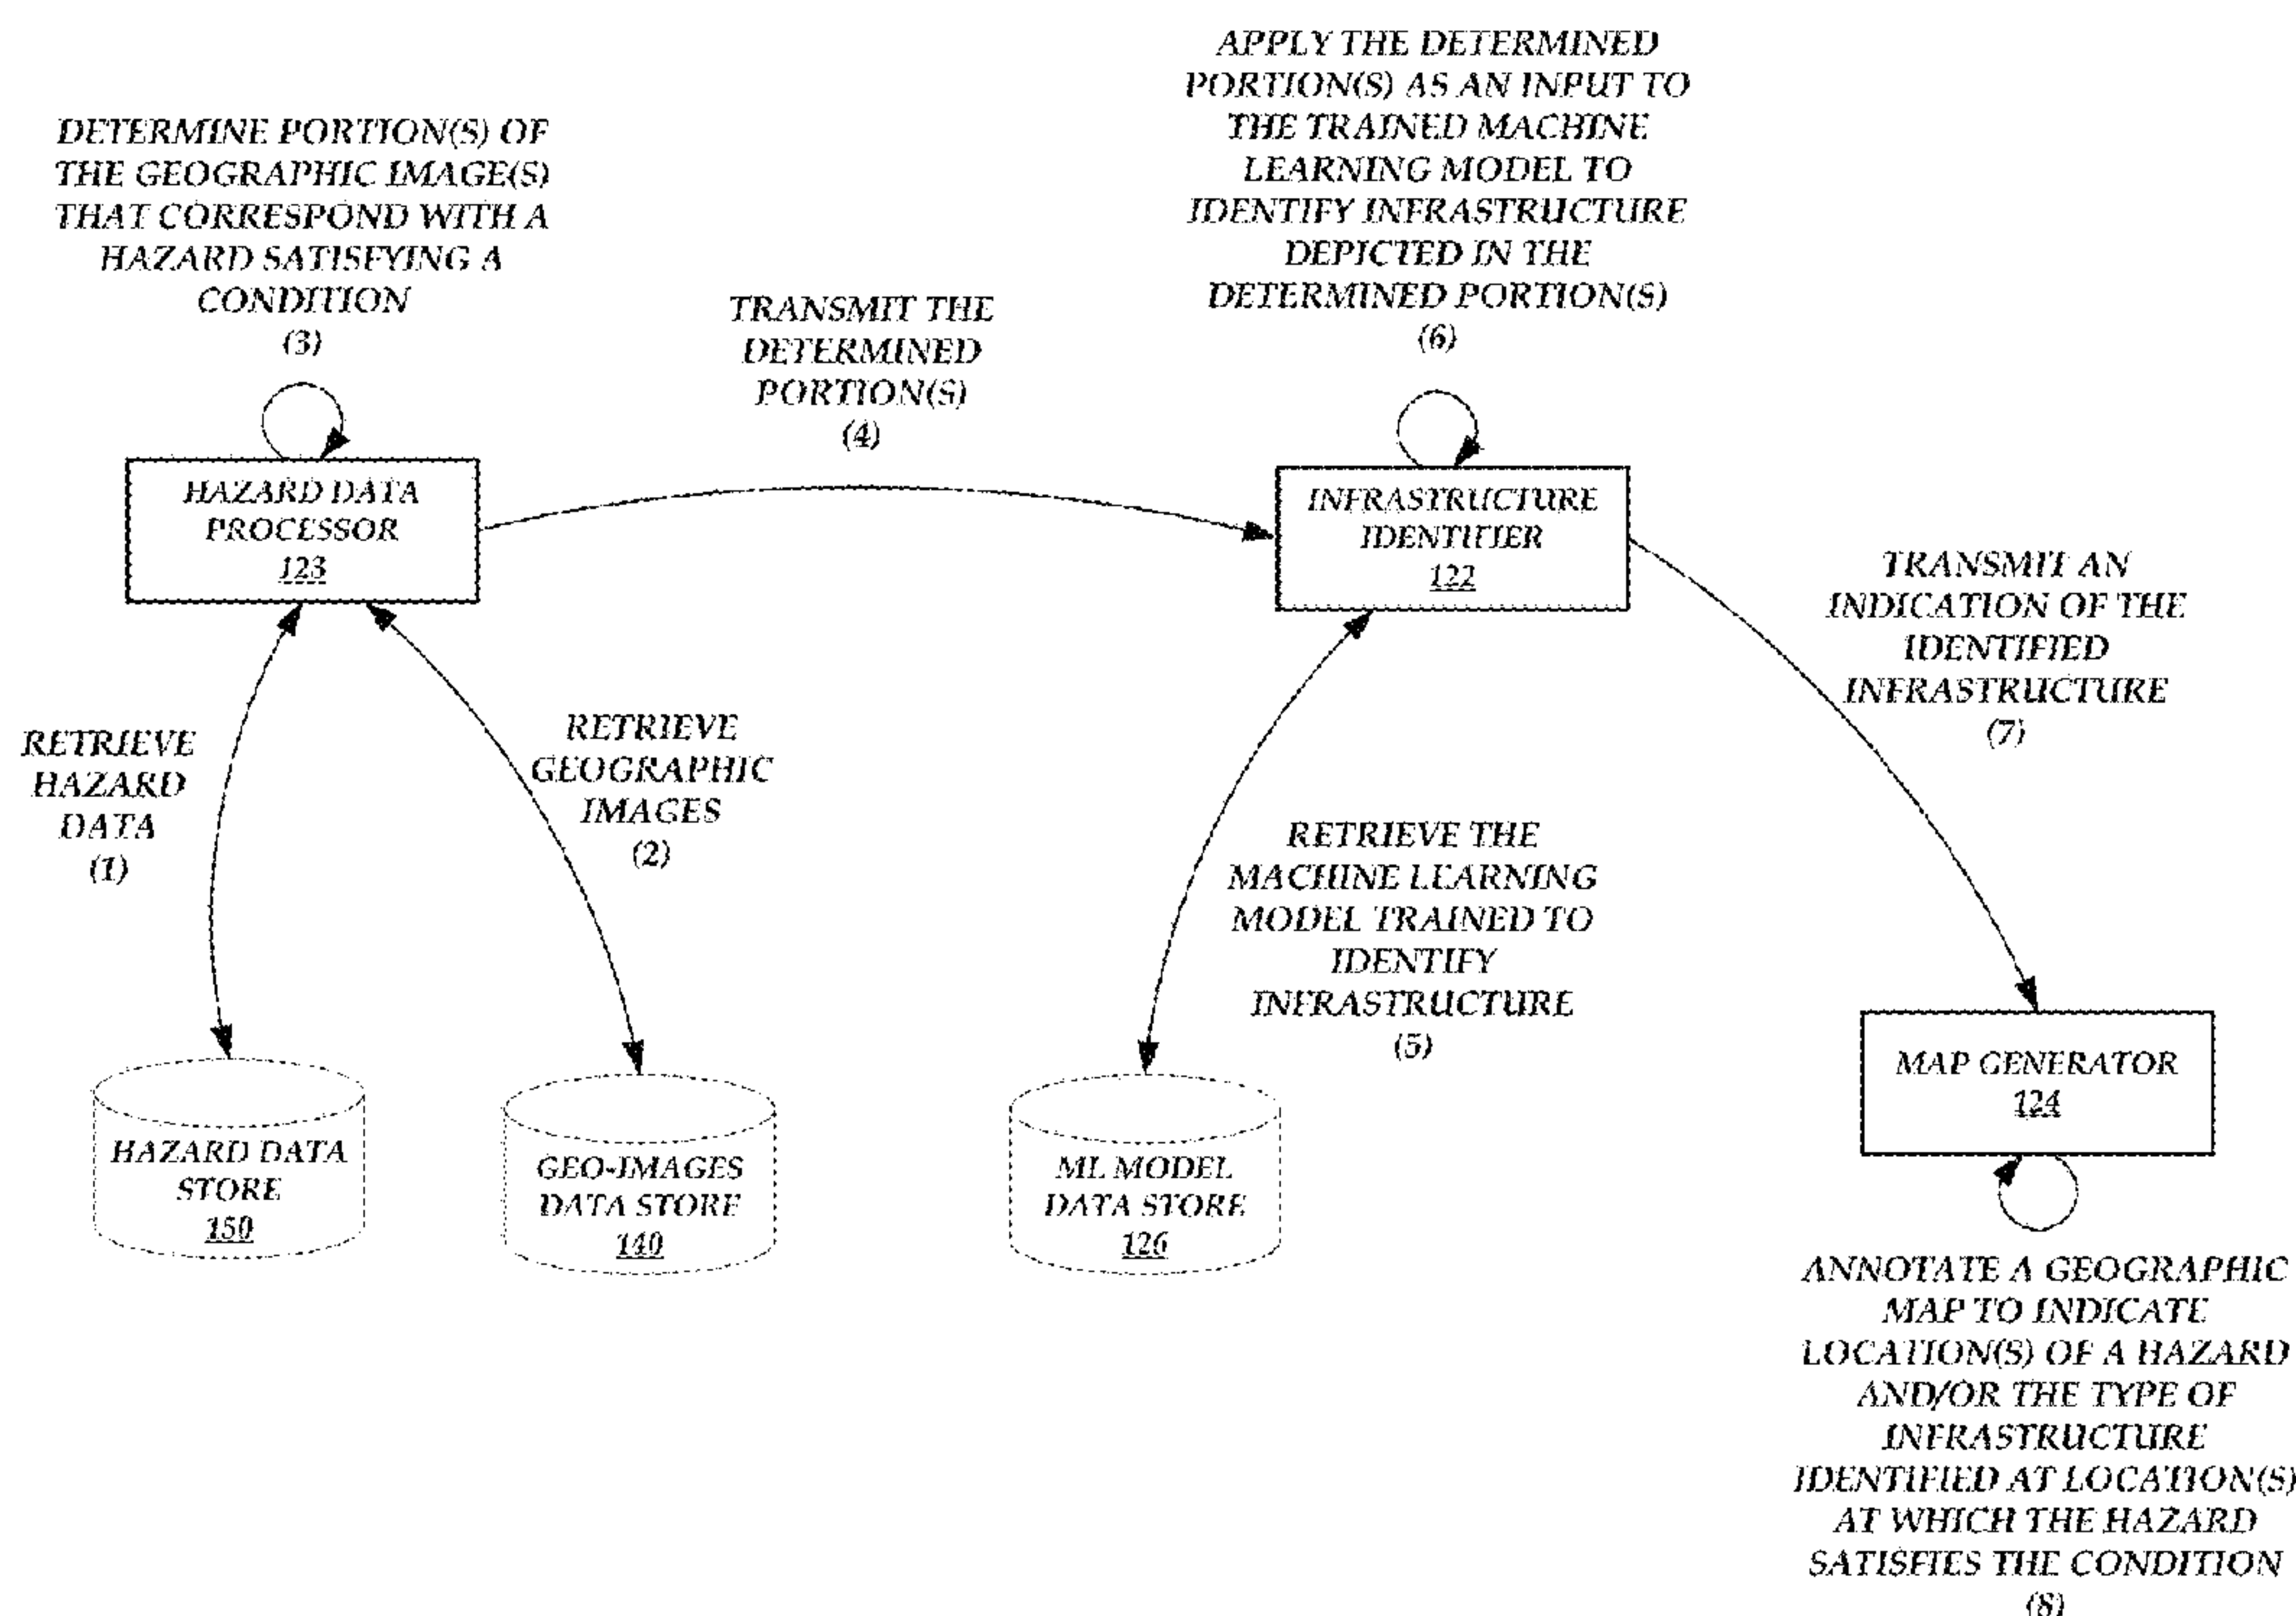 DETERMINE PORTION(S) OF
THE GEOGRAPHIC IMAGE(S)
THAT CORRESPOND WITH A
HAZARD SATISFYING A
CONDITION
(3)
TRANSMIT THE
DETERMINED
PORTION(S)
(4)
APPLY THE DETERMINED
PORTION(S) AS AN INPUT TO
THE TRAINED MACHINE
LEARNING MODEL TO
IDENTIFY INFRASTRUCTURE
DEPICTED IN THE
DETERMINED PORTION(S)
(6)
HAZARD DATA
PROCESSOR
123
INFRASTRUCTURE
IDENTIFIER
122
TRANSMIT AN
INDICATION OF THE
IDENTIFIED
INFRASTRUCTURE
(7)
RETRIEVE
HAZARD
DATA
(1)
RETRIEVE
GEOGRAPHIC
IMAGES
(2)
RETRIEVE THE
MACHINE LEARNING
MODEL TRAINED TO
IDENTIFY
INFRASTRUCTURE
(5)
HAZARD DATA
STORE
150
GEO-IMAGES
DATA STORE
140
ML MODEL
DATA STORE
126
MAP GENERATOR
124
ANNOTATE A GEOGRAPHIC
MAP TO INDICATE
LOCATION(S) OF A HAZARD
AND/OR THE TYPE OF
INFRASTRUCTURE
IDENTIFIED AT LOCATION(S)
AT WHICH THE HAZARD
SATISFIES THE CONDITION
(8)